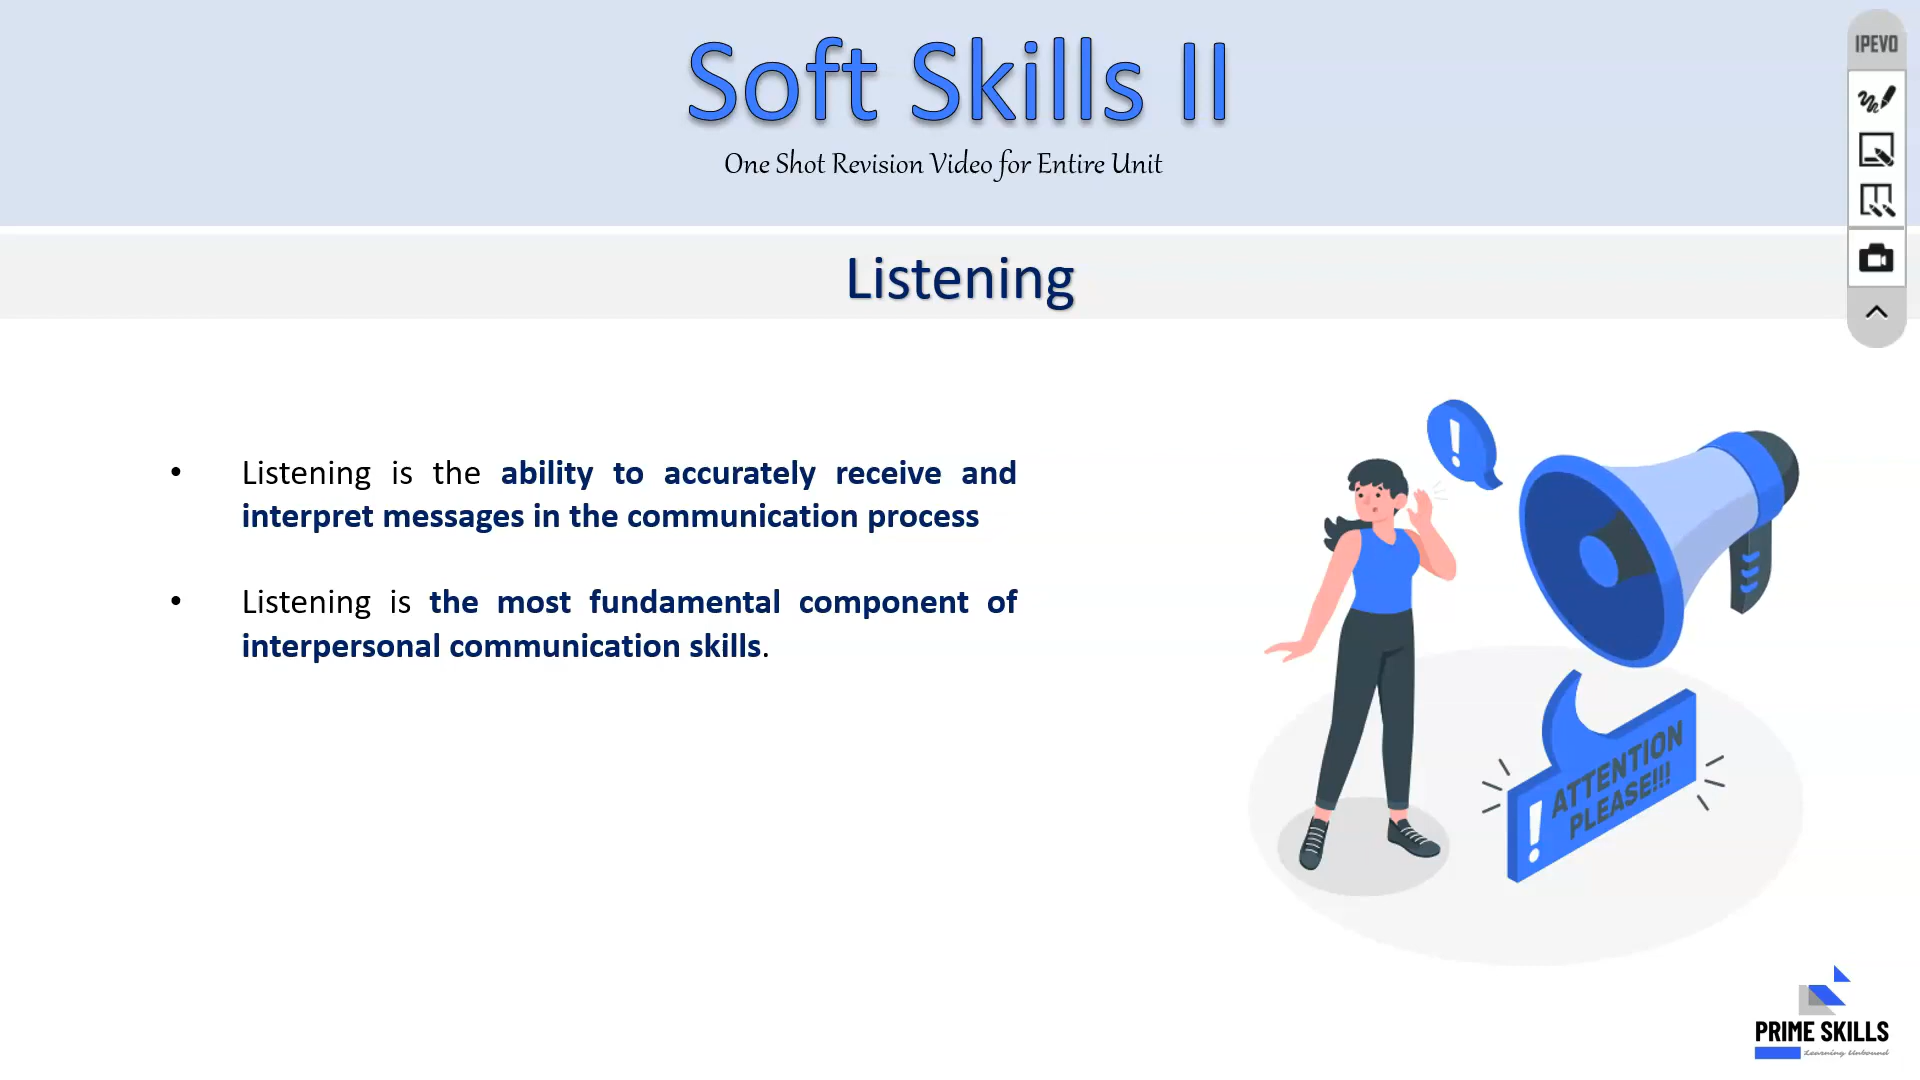 Soft Skills II
One Shot Revision Video for Entire Unit
IPEVO
Listening
• Listening is the ability to accurately receive and
interpret messages in the communication process
• Listening is the most fundamental component of
interpersonal communication skills.
!
ATTENTION
! PLEASE!!!
PRIME SKILLS
Learning Unbound